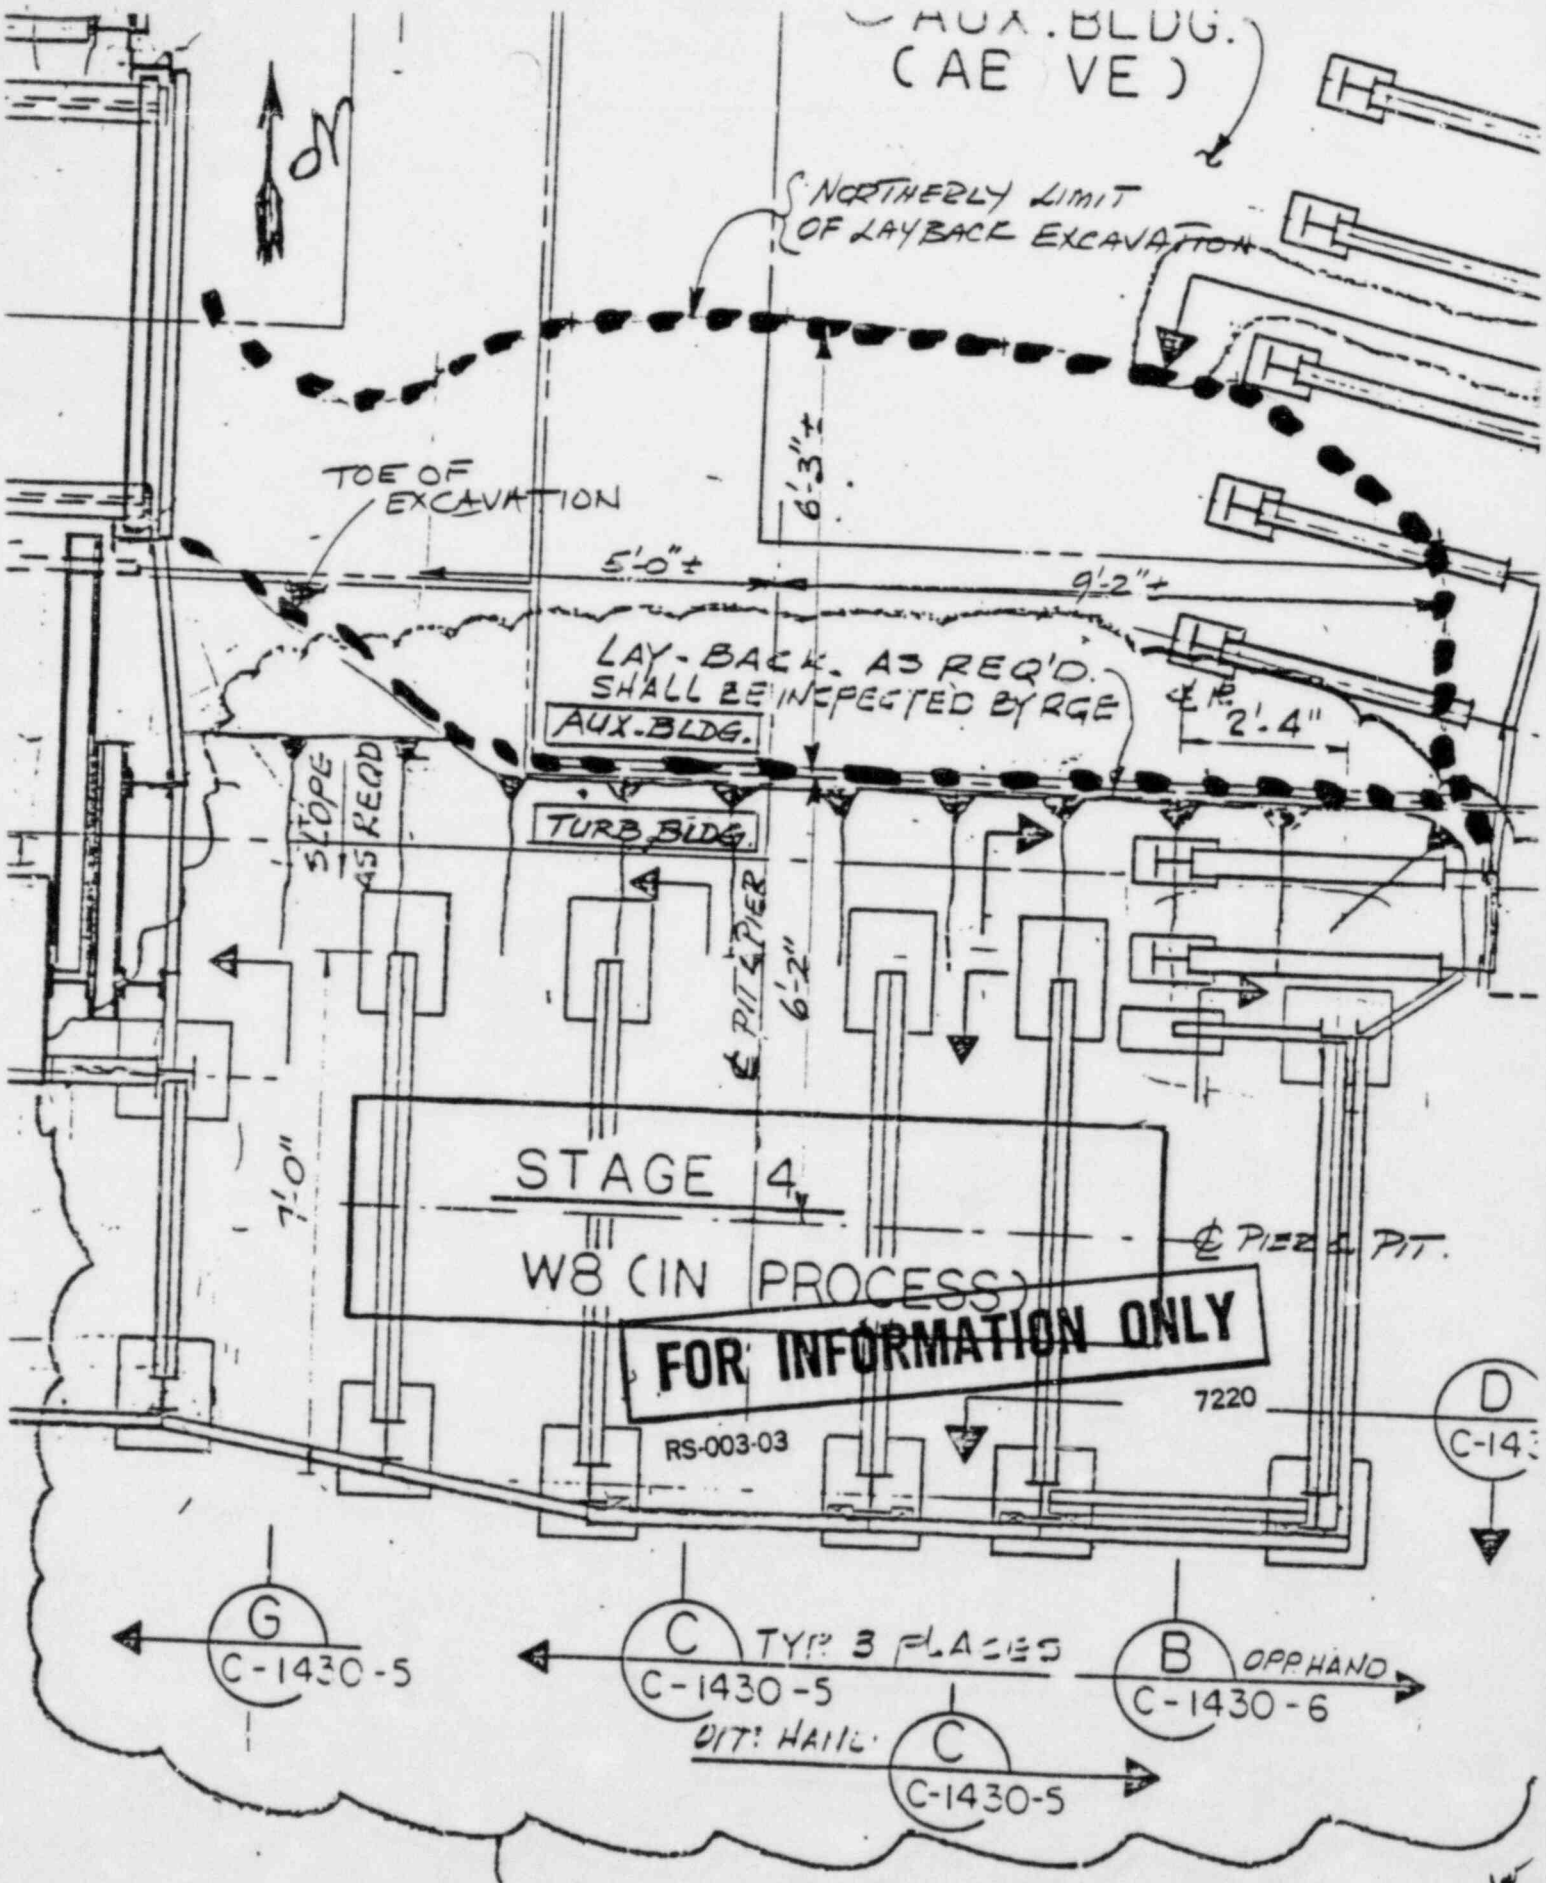 AUX. BLDG.
(AE VE)
NORTHERLY LIMIT
OF LAYBACK EXCAVATION
TOE OF
EXCAVATION
6'-3"±
5'-0"±
9'-2"±
LAY-BACK. AS REQ'D.
SHALL BE INSPECTED BY RGE
AUX. BLDG.
2'-4"
SLOPE
AS REQD
TURB BLDG.
℄ PIT & PIER
6'-2"
7'-0"
STAGE 4
℄ PIER & PIT.
W8 (IN PROCESS)
FOR INFORMATION ONLY
7220
RS-003-03
D
C-143
G
C-1430-5
C TYP. 3 PLACES
C-1430-5
B OPP. HAND
C-1430-6
C
C-1430-5